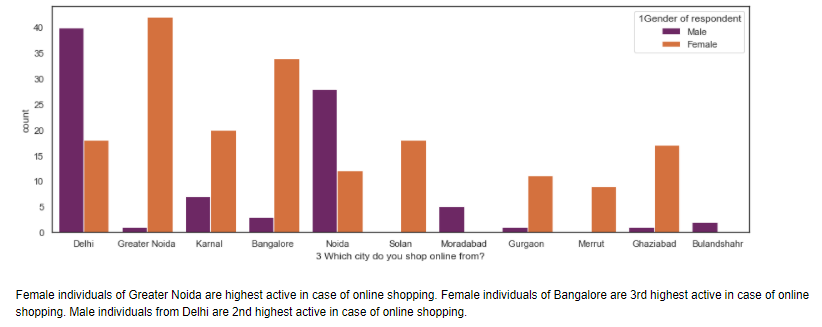 1Gender of respondent
Male
Female
count
40
35
30
25
20
15
10
5
0
Delhi Greater Noida Karnal Bangalore Noida Solan Moradabad Gurgaon Merrut Ghaziabad Bulandshahr
3 Which city do you shop online from?
Female individuals of Greater Noida are highest active in case of online shopping. Female individuals of Bangalore are 3rd highest active in case of online
shopping. Male individuals from Delhi are 2nd highest active in case of online shopping.